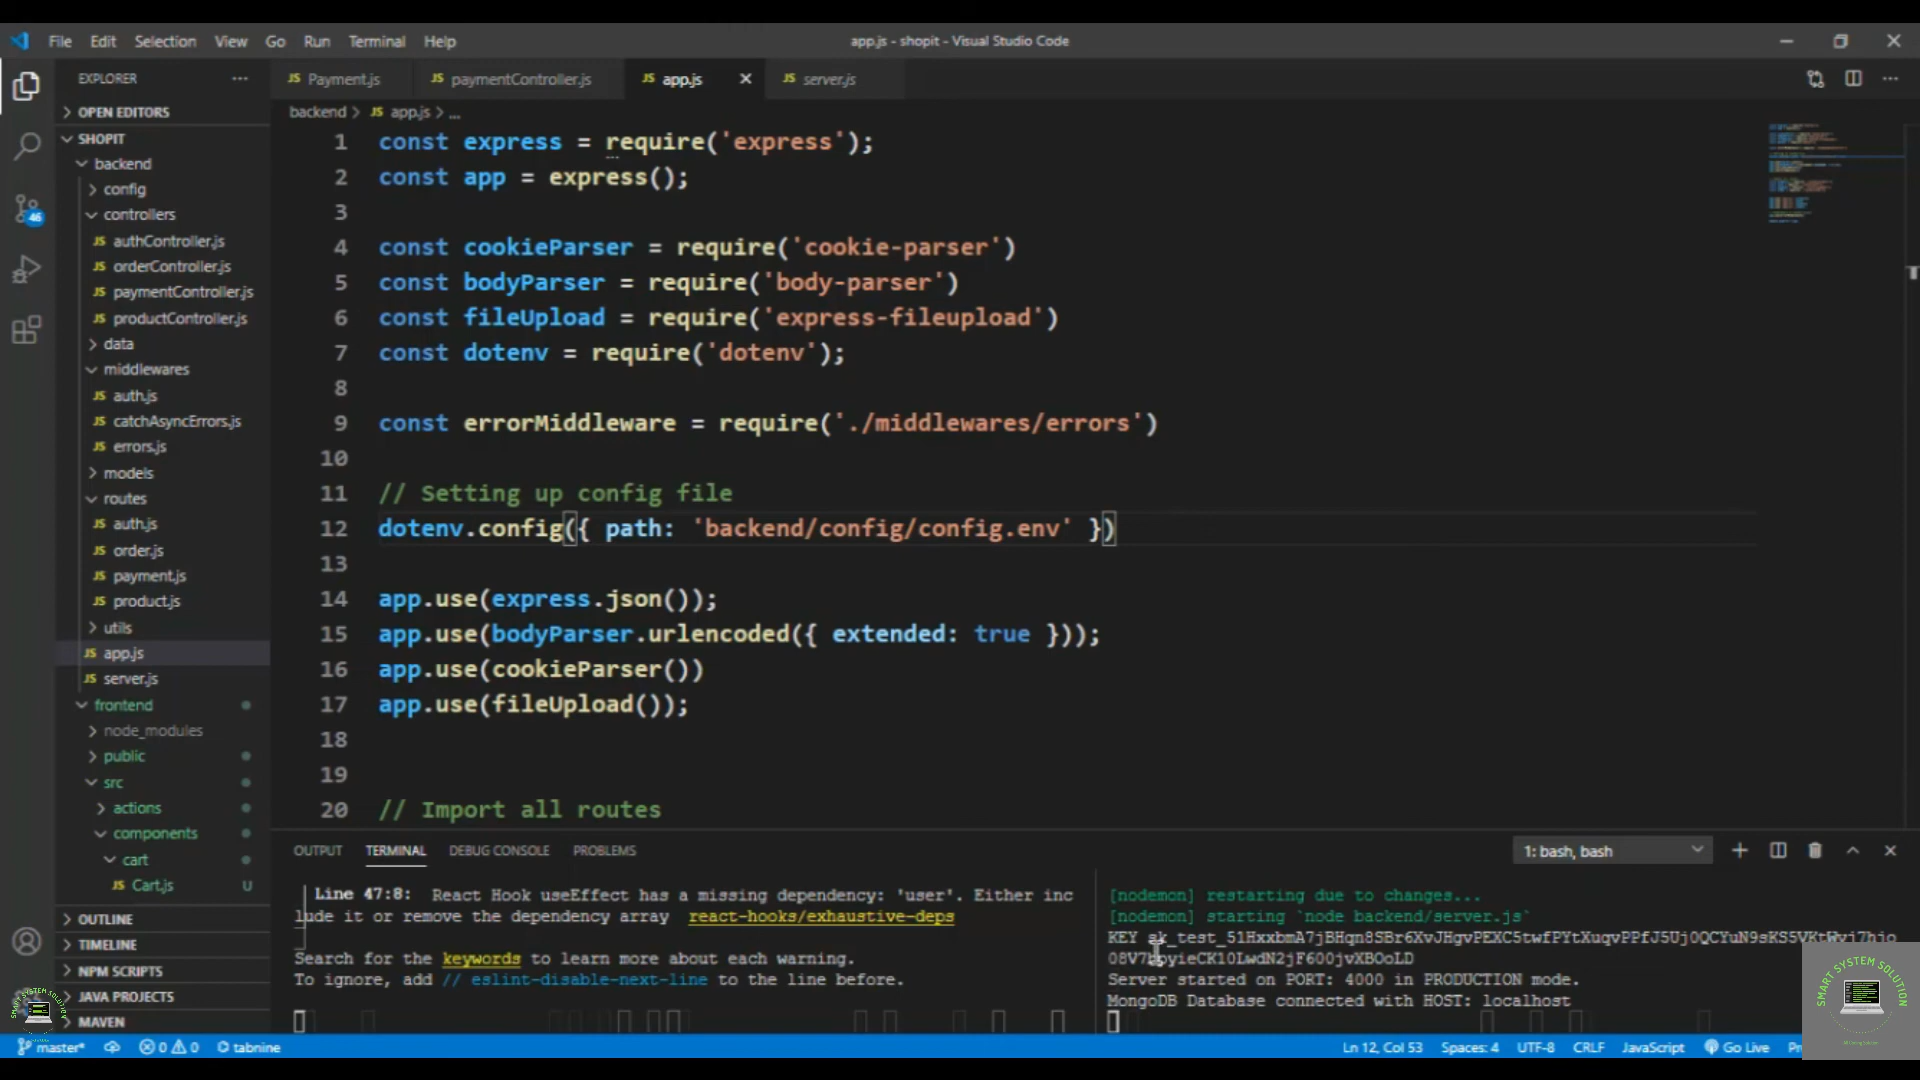 File Edit Selection View Go Run Terminal Help
app.js - shopit - Visual Studio Code
EXPLORER
Payment.js
paymentController.js
app.js
server.js
OPEN EDITORS
SHOPIT
backend
config
controllers
authController.js
orderController.js
paymentController.js
productController.js
data
middlewares
auth.js
catchAsyncErrors.js
errors.js
models
routes
auth.js
order.js
payment.js
product.js
utils
app.js
server.js
frontend
node_modules
public
src
actions
components
cart
Cart.js U
OUTLINE
TIMELINE
NPM SCRIPTS
JAVA PROJECTS
MAVEN
46
backend > JS app.js > ...
1 const express = require('express');
2 const app = express();
3
4 const cookieParser = require('cookie-parser')
5 const bodyParser = require('body-parser')
6 const fileUpload = require('express-fileupload')
7 const dotenv = require('dotenv');
8
9 const errorMiddleware = require('./middlewares/errors')
10
11 // Setting up config file
12 dotenv.config({ path: 'backend/config/config.env' })
13
14 app.use(express.json());
15 app.use(bodyParser.urlencoded({ extended: true }));
16 app.use(cookieParser())
17 app.use(fileUpload());
18
19
20 // Import all routes
OUTPUT TERMINAL DEBUG CONSOLE PROBLEMS
1: bash, bash
Line 47:8: React Hook useEffect has a missing dependency: 'user'. Either inc
lude it or remove the dependency array react-hooks/exhaustive-deps
Search for the keywords to learn more about each warning.
To ignore, add // eslint-disable-next-line to the line before.
[nodemon] restarting due to changes...
[nodemon] starting `node backend/server.js`
KEY
Server started on PORT: 4000 in PRODUCTION mode.
MongoDB Database connected with HOST: localhost
master* 0 0 tabnine
Ln 12, Col 53 Spaces: 4 UTF-8 CRLF JavaScript Go Live
SMART SYSTEM SOLUTION